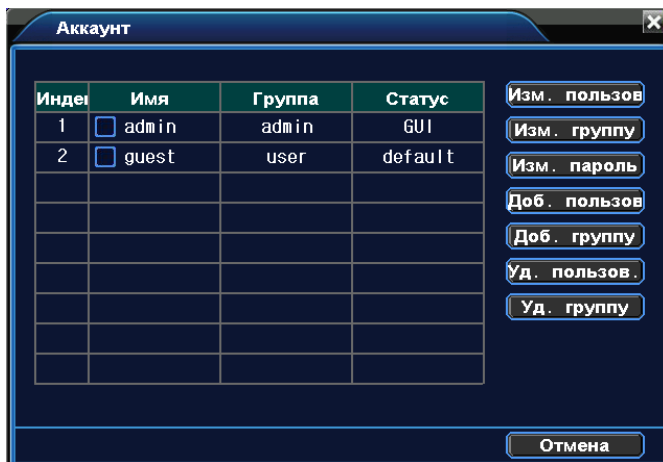 Аккаунт
Индек Имя Группа Статус
1 admin admin GUI
2 guest user default
Изм. пользов
Изм. группу
Изм. пароль
Доб. пользов
Доб. группу
Уд. пользов.
Уд. группу
Отмена